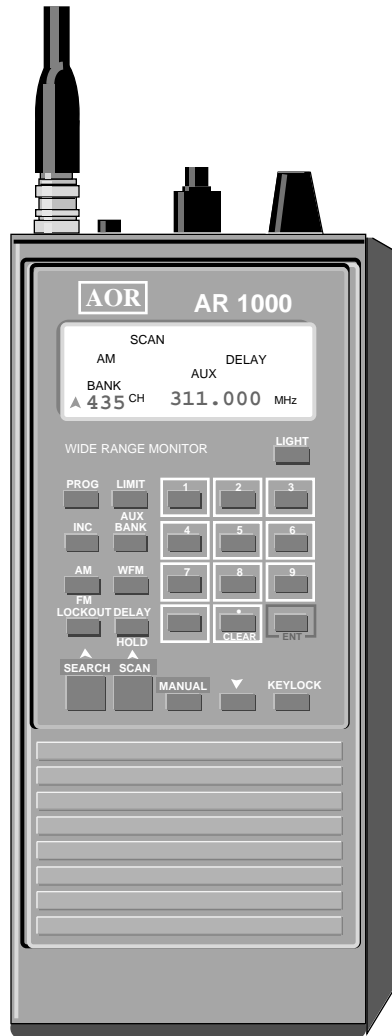 AOR AR 1000
SCAN
AM DELAY
AUX
BANK
435 CH 311.000 MHz
WIDE RANGE MONITOR LIGHT
PROG LIMIT 1 2 3
AUX
INC BANK 4 5 6
AM WFM 7 8 9
FM
LOCKOUT DELAY
CLEAR ENT
HOLD
SEARCH SCAN
MANUAL KEYLOCK